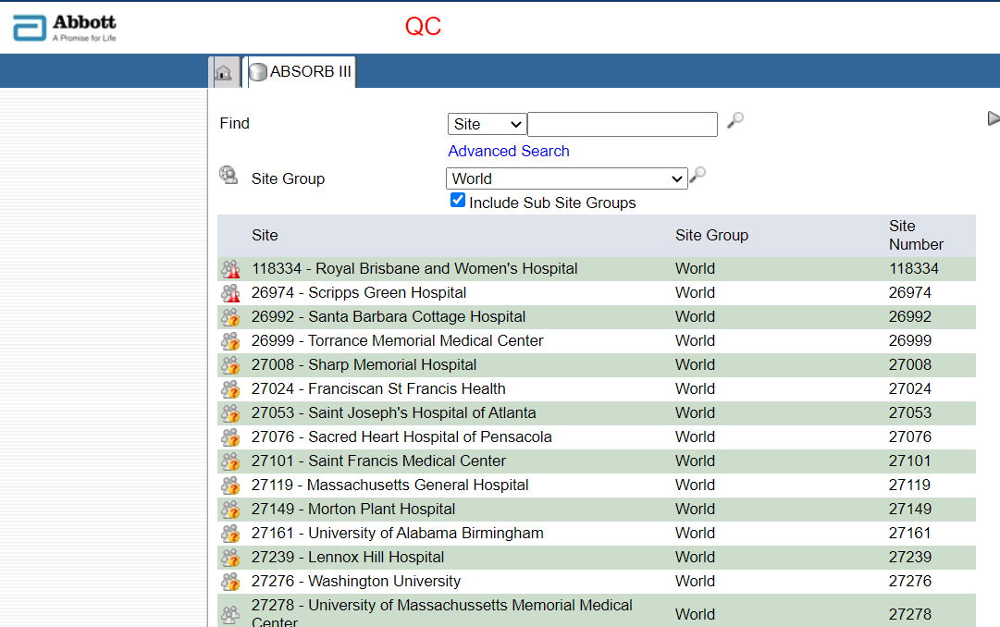 Abbott
A Promise for Life
QC
ABSORB III
Find Site
Advanced Search
Site Group World
Include Sub Site Groups
Site Site Group Site Number
118334 - Royal Brisbane and Women's Hospital World 118334
26974 - Scripps Green Hospital World 26974
26992 - Santa Barbara Cottage Hospital World 26992
26999 - Torrance Memorial Medical Center World 26999
27008 - Sharp Memorial Hospital World 27008
27024 - Franciscan St Francis Health World 27024
27053 - Saint Joseph's Hospital of Atlanta World 27053
27076 - Sacred Heart Hospital of Pensacola World 27076
27101 - Saint Francis Medical Center World 27101
27119 - Massachusetts General Hospital World 27119
27149 - Morton Plant Hospital World 27149
27161 - University of Alabama Birmingham World 27161
27239 - Lennox Hill Hospital World 27239
27276 - Washington University World 27276
27278 - University of Massachussetts Memorial Medical
Center World 27278